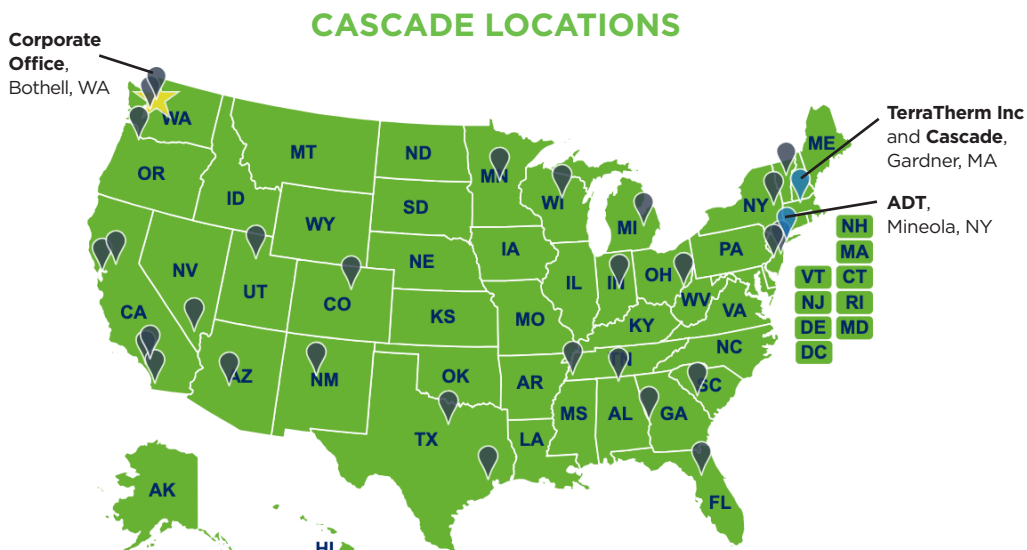 CASCADE LOCATIONS
Corporate
Office,
Bothell, WA
TerraTherm Inc
and Cascade,
Gardner, MA
ADT,
Mineola, NY
WA
MT
ND
MN
ME
OR
ID
SD
WI
NY
WY
MI
NH
IA
PA
MA
NV
NE
IL
IN
OH
VT
CT
UT
CO
WV
NJ
RI
CA
KS
MO
KY
VA
DE
MD
NC
DC
AZ
NM
OK
AR
TN
SC
TX
LA
MS
AL
GA
AK
FL
HI